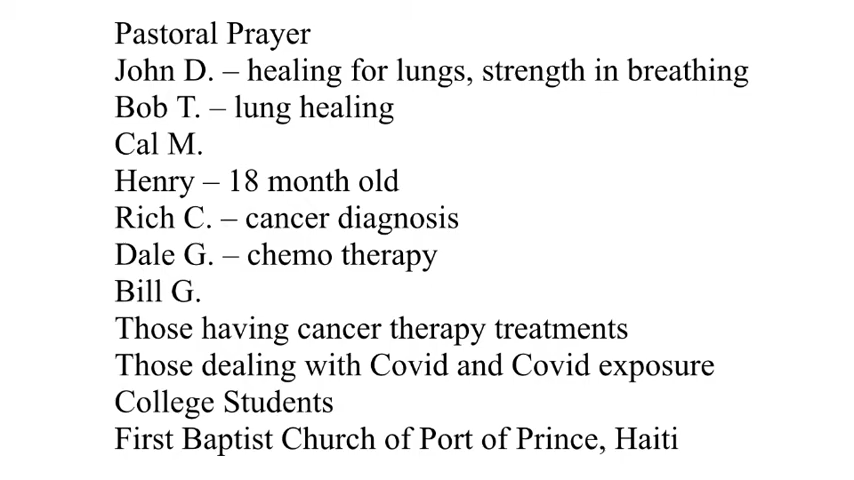 Pastoral Prayer
John D. – healing for lungs, strength in breathing
Bob T. – lung healing
Cal M.
Henry – 18 month old
Rich C. – cancer diagnosis
Dale G. – chemo therapy
Bill G.
Those having cancer therapy treatments
Those dealing with Covid and Covid exposure
College Students
First Baptist Church of Port of Prince, Haiti